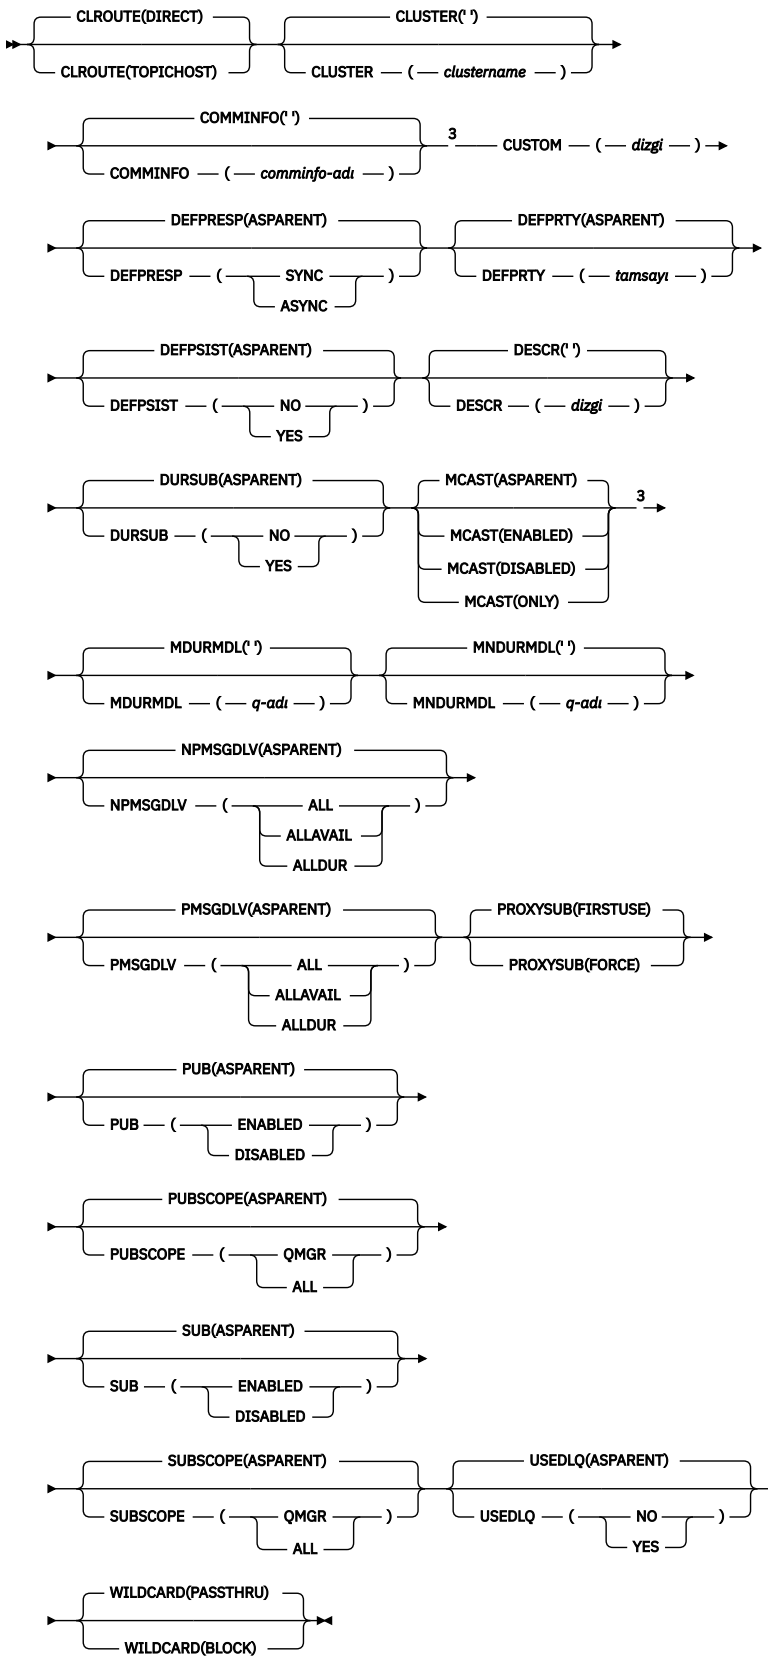 CLROUTE(DIRECT) CLUSTER(' ')
CLROUTE(TOPICHOST) CLUSTER ( clustername )
COMMINFO(' ')
3 CUSTOM ( dizgi )
COMMINFO ( comminfo-adı )
DEFPRESP(ASPARENT) DEFPRTY(ASPARENT)
DEFPRESP ( SYNC ) DEFPRTY ( tamsayı )
ASYNC
DEFPSIST(ASPARENT) DESCR(' ')
DEFPSIST ( NO ) DESCR ( dizgi )
YES
DURSUB(ASPARENT) MCAST(ASPARENT)
3
DURSUB ( NO ) MCAST(ENABLED)
YES MCAST(DISABLED)
MCAST(ONLY)
MDURMDL(' ') MNDURMDL(' ')
MDURMDL ( q-adı ) MNDURMDL ( q-adı )
NPMSGDLV(ASPARENT)
NPMSGDLV ( ALL )
ALLAVAIL
ALLDUR
PMSGDLV(ASPARENT) PROXYSUB(FIRSTUSE)
PMSGDLV ( ALL ) PROXYSUB(FORCE)
ALLAVAIL
ALLDUR
PUB(ASPARENT)
PUB ( ENABLED )
DISABLED
PUBSCOPE(ASPARENT)
PUBSCOPE ( QMGR )
ALL
SUB(ASPARENT)
SUB ( ENABLED )
DISABLED
SUBSCOPE(ASPARENT) USEDLQ(ASPARENT)
SUBSCOPE ( QMGR ) USEDLQ ( NO )
ALL YES
WILDCARD(PASSTHRU)
WILDCARD(BLOCK)